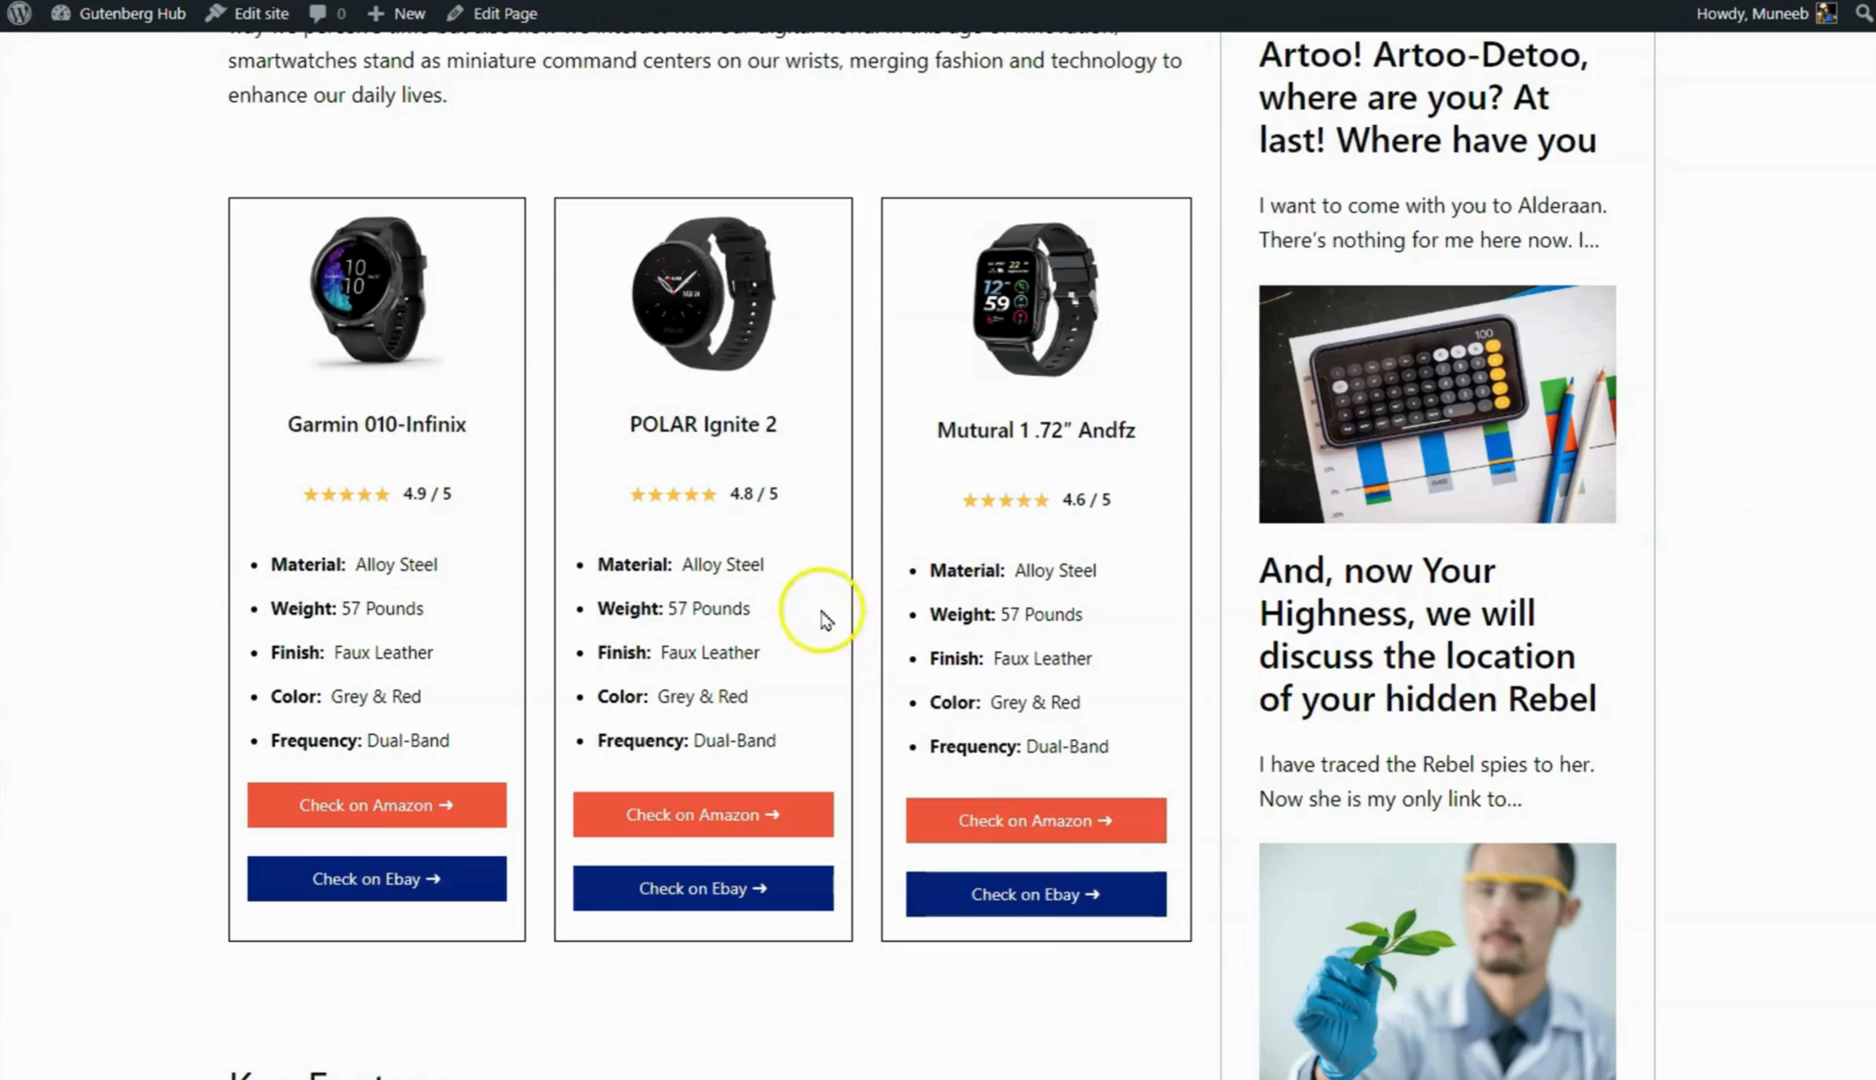 Gutenberg Hub Edit site 0 New Edit Page Howdy, Muneeb
smartwatches stand as miniature command centers on our wrists, merging fashion and technology to
enhance our daily lives.
Garmin 010-Infinix
4.9 / 5
Material: Alloy Steel
Weight: 57 Pounds
Finish: Faux Leather
Color: Grey & Red
Frequency: Dual-Band
Check on Amazon →
Check on Ebay →
POLAR Ignite 2
4.8 / 5
Material: Alloy Steel
Weight: 57 Pounds
Finish: Faux Leather
Color: Grey & Red
Frequency: Dual-Band
Check on Amazon →
Check on Ebay →
22
12
59
Mutural 1 .72” Andfz
4.6 / 5
Material: Alloy Steel
Weight: 57 Pounds
Finish: Faux Leather
Color: Grey & Red
Frequency: Dual-Band
Check on Amazon →
Check on Ebay →
Artoo! Artoo-Detoo,
where are you? At
last! Where have you
I want to come with you to Alderaan.
There’s nothing for me here now. I...
100
And, now Your
Highness, we will
discuss the location
of your hidden Rebel
I have traced the Rebel spies to her.
Now she is my only link to...